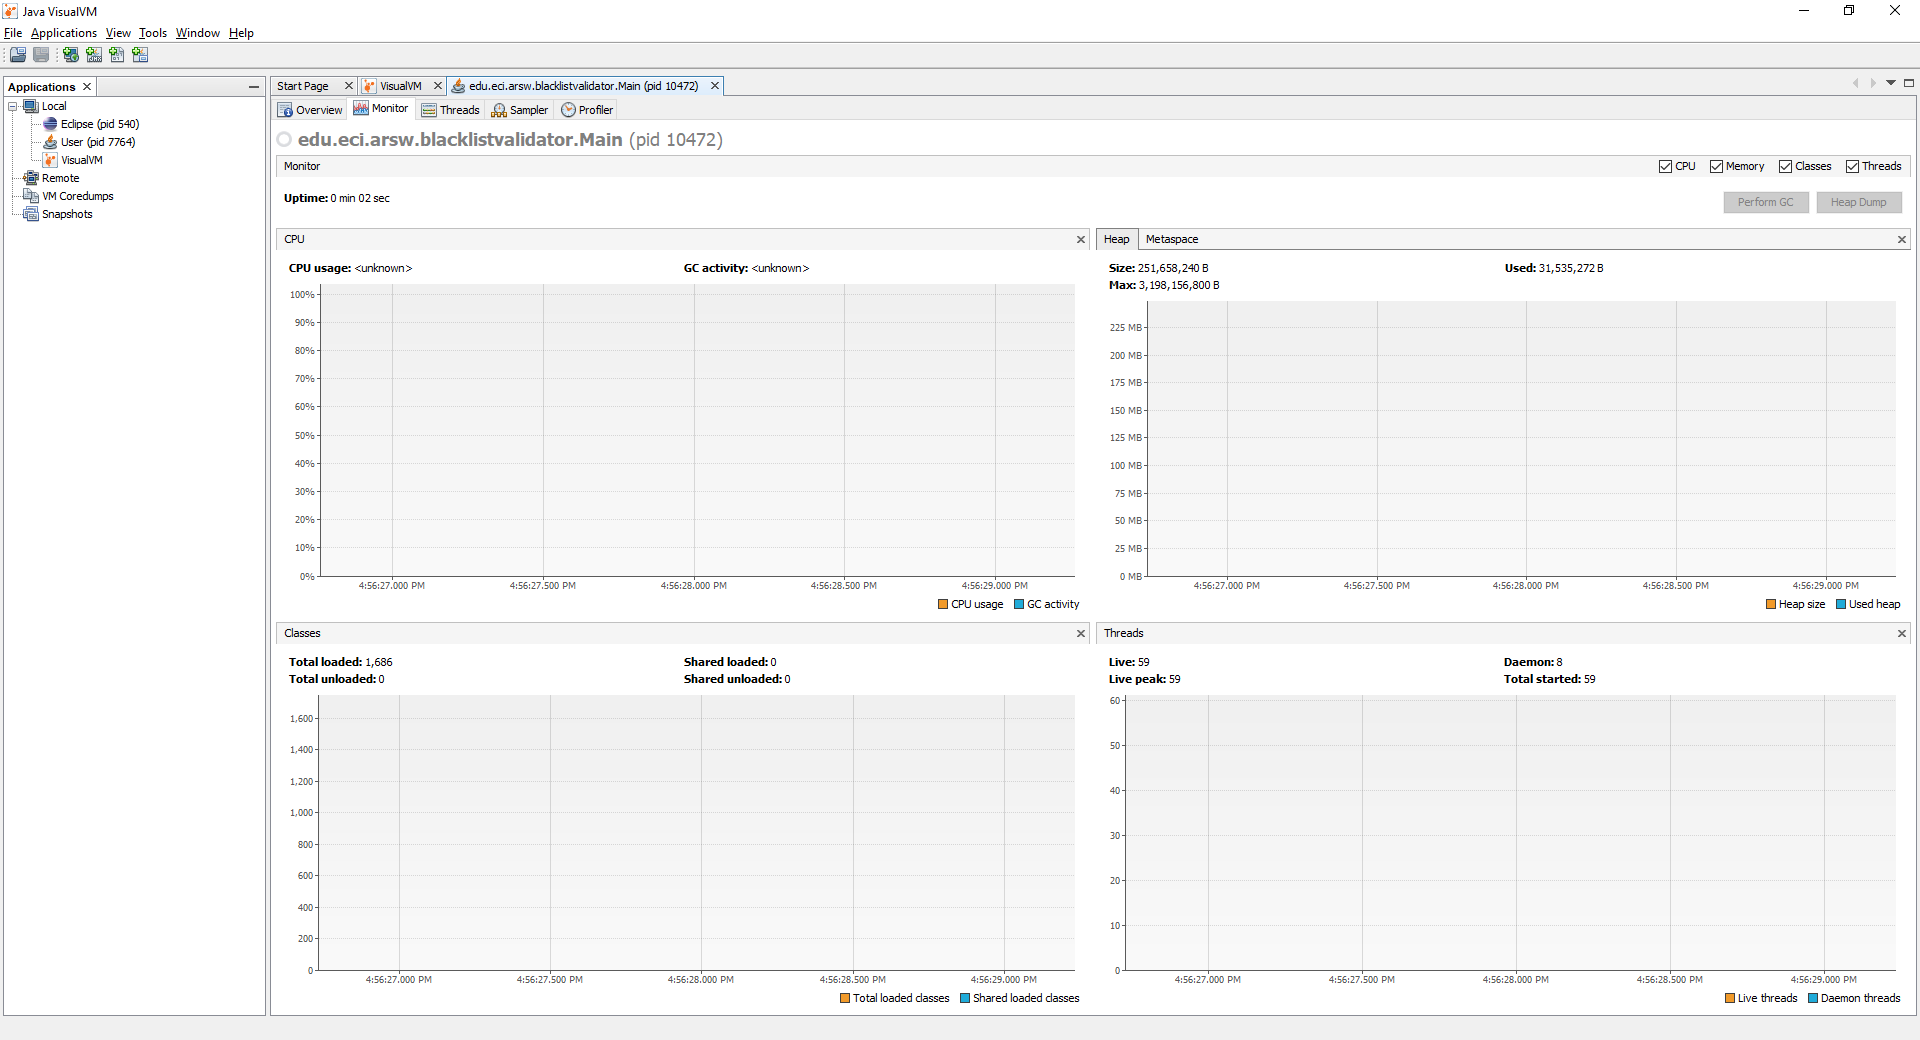 Java VisualVM
File Applications View Tools Window Help
Applications
Local
Eclipse (pid 540)
User (pid 7764)
VisualVM
Remote
VM Coredumps
Snapshots
Start Page VisualVM edu.eci.arsw.blacklistvalidator.Main (pid 10472)
Overview Monitor Threads Sampler Profiler
edu.eci.arsw.blacklistvalidator.Main (pid 10472)
Monitor CPU Memory Classes Threads
Uptime: 0 min 02 sec Perform GC Heap Dump
CPU
CPU usage: <unknown> GC activity: <unknown>
100%
90%
80%
70%
60%
50%
40%
30%
20%
10%
0%
4:56:27.000 PM 4:56:27.500 PM 4:56:28.000 PM 4:56:28.500 PM 4:56:29.000 PM
CPU usage GC activity
Heap Metaspace
Size: 251,658,240 B Used: 31,535,272 B
Max: 3,198,156,800 B
225 MB
200 MB
175 MB
150 MB
125 MB
100 MB
75 MB
50 MB
25 MB
0 MB
4:56:27.000 PM 4:56:27.500 PM 4:56:28.000 PM 4:56:28.500 PM 4:56:29.000 PM
Heap size Used heap
Classes
Total loaded: 1,686 Shared loaded: 0
Total unloaded: 0 Shared unloaded: 0
1,600
1,400
1,200
1,000
800
600
400
200
0
4:56:27.000 PM 4:56:27.500 PM 4:56:28.000 PM 4:56:28.500 PM 4:56:29.000 PM
Total loaded classes Shared loaded classes
Threads
Live: 59 Daemon: 8
Live peak: 59 Total started: 59
60
50
40
30
20
10
0
4:56:27.000 PM 4:56:27.500 PM 4:56:28.000 PM 4:56:28.500 PM 4:56:29.000 PM
Live threads Daemon threads